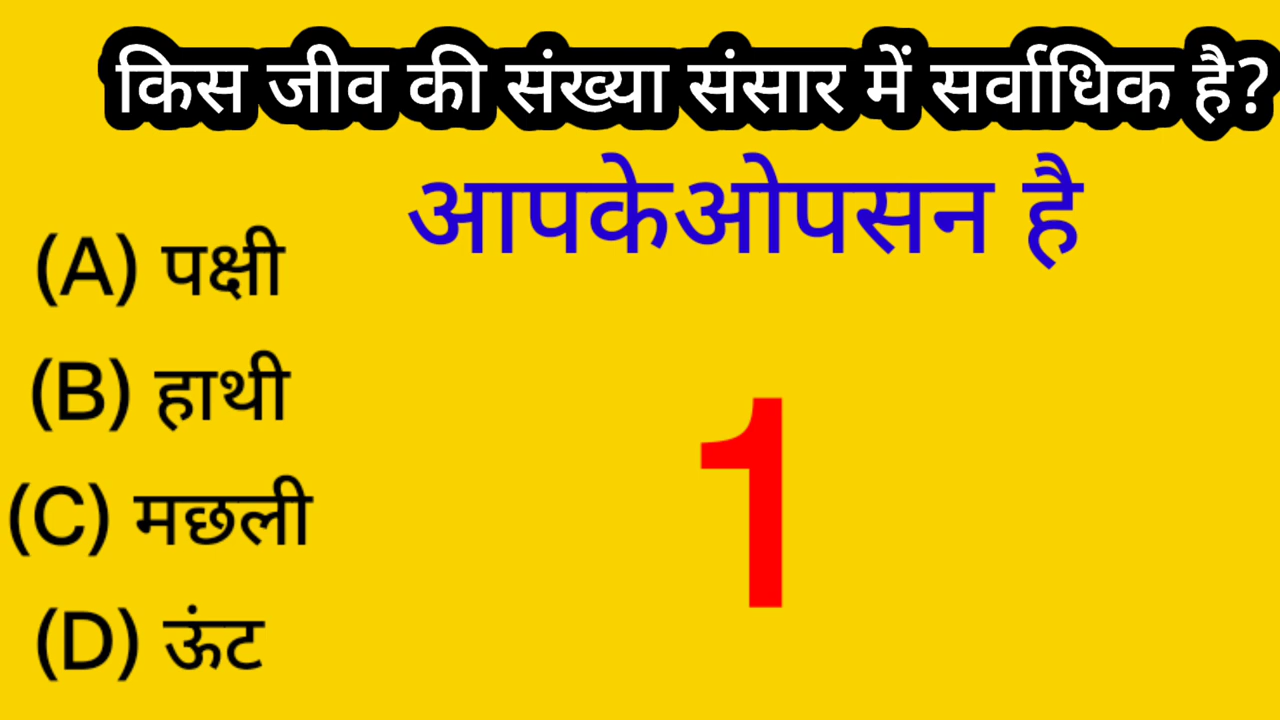 किस जीव की संख्या संसार में सर्वाधिक है?
आपकेओपसन है
(A) पक्षी
(B) हाथी
1
(C) मछली
(D) ऊंट